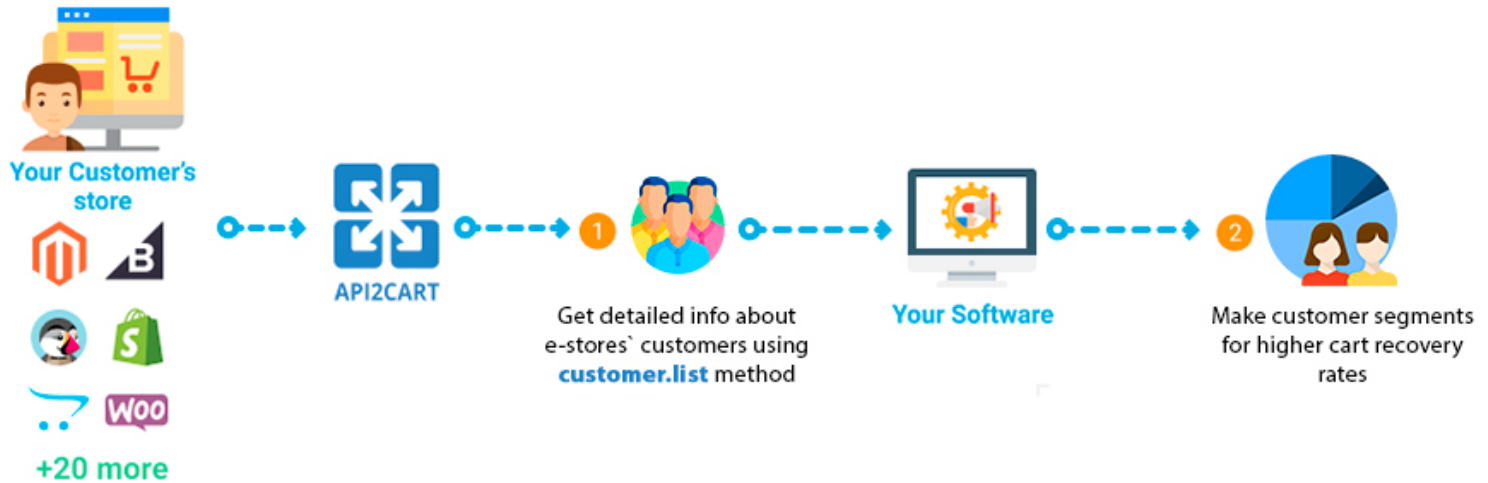 Your Customer's
store
B
S
WOO
+20 more
API2CART
1
Get detailed info about
e-stores` customers using
customer.list method
Your Software
2
Make customer segments
for higher cart recovery
rates